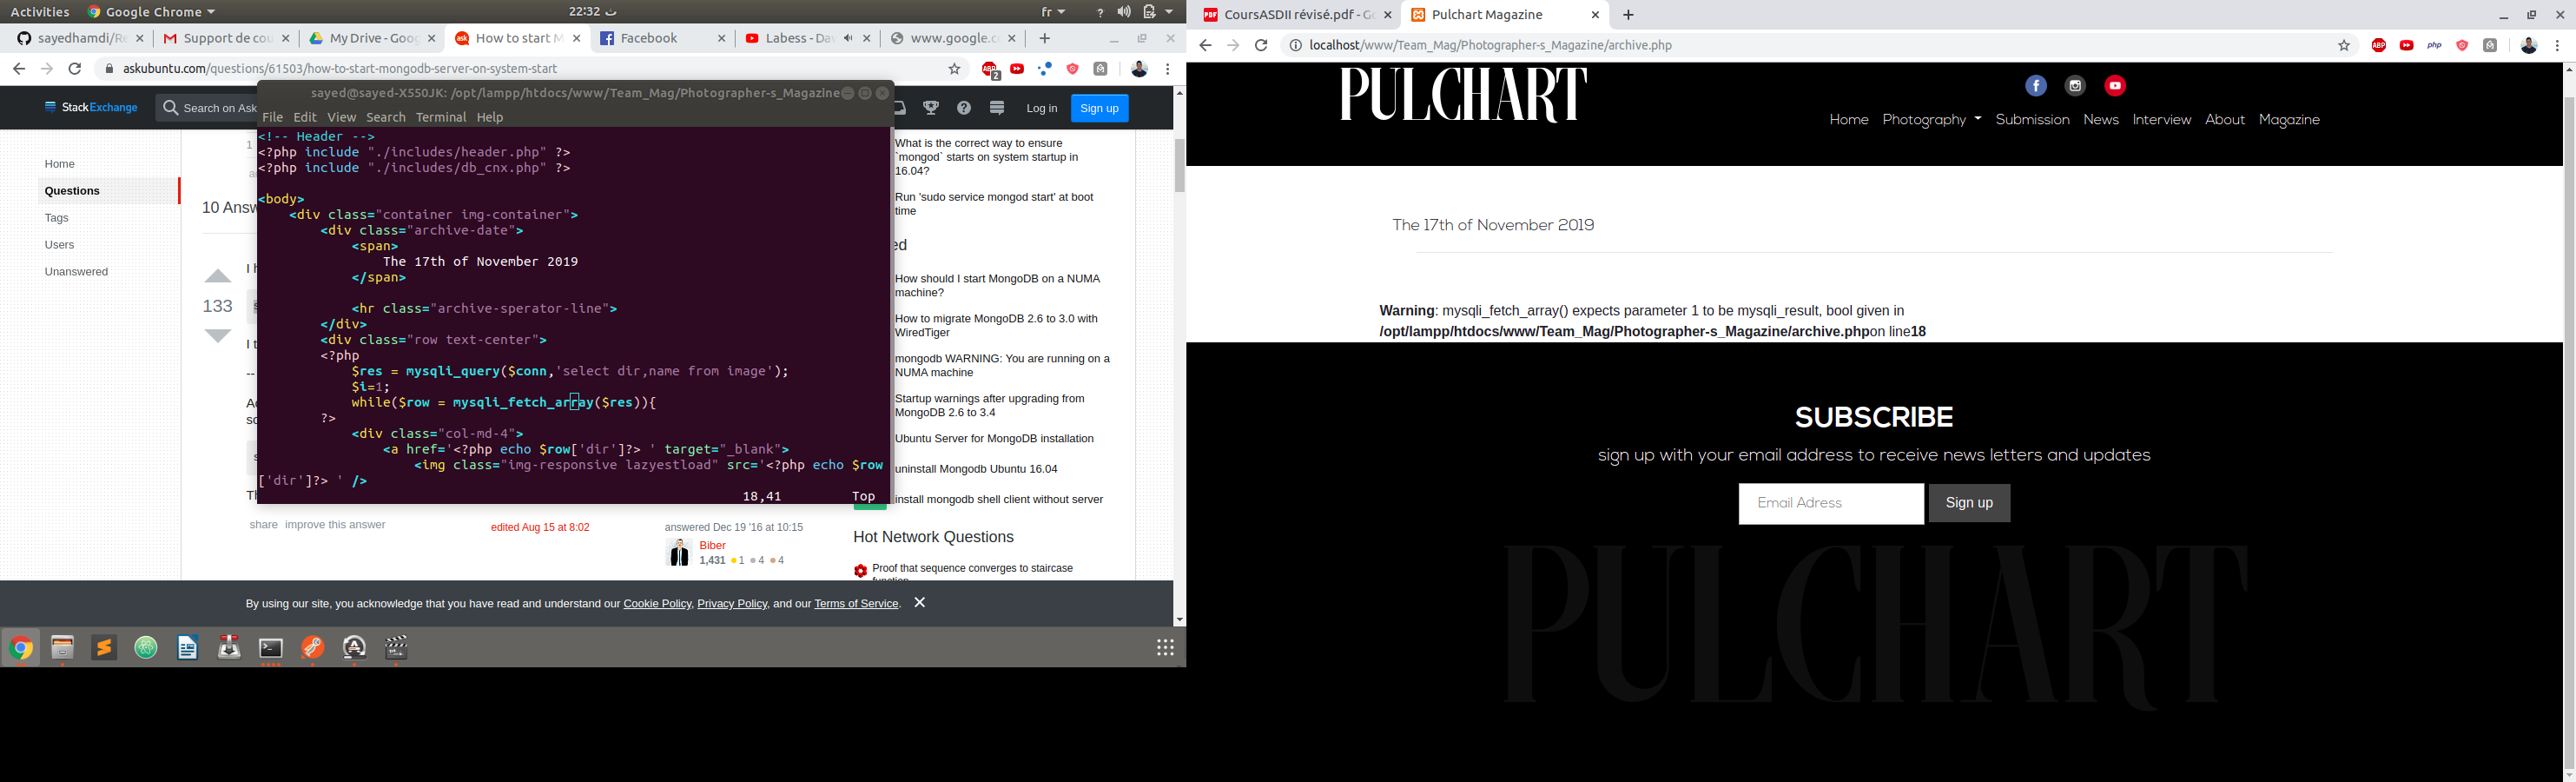 Activities
Google Chrome
22:32 ث
fr
sayedhamdi/Re
Support de cou
My Drive - Goog
How to start M
Facebook
Labess - Dav
www.google.c
askubuntu.com/questions/61503/how-to-start-mongodb-server-on-system-start
2
StackExchange
Search on Ask
Log in
Sign up
Home
Questions
Tags
Users
Unanswered
10 Answ
133
sayed@sayed-X550JK: /opt/lampp/htdocs/www/Team_Mag/Photographer-s_Magazine
File Edit View Search Terminal Help
<!-- Header -->
<?php include "./includes/header.php" ?>
<?php include "./includes/db_cnx.php" ?>
<body>
<div class="container img-container">
<div class="archive-date">
<span>
The 17th of November 2019
</span>
<hr class="archive-sperator-line">
</div>
<div class="row text-center">
<?php
$res = mysqli_query($conn,'select dir,name from image');
$i=1;
while($row = mysqli_fetch_array($res)){
?>
<div class="col-md-4">
<a href='<?php echo $row['dir']?> ' target="_blank">
<img class="img-responsive lazyestload" src='<?php echo $row
['dir']?> ' />
18,41 Top
What is the correct way to ensure
`mongod` starts on system startup in
16.04?
Run 'sudo service mongod start' at boot
time
ed
How should I start MongoDB on a NUMA
machine?
How to migrate MongoDB 2.6 to 3.0 with
WiredTiger
mongodb WARNING: You are running on a
NUMA machine
Startup warnings after upgrading from
MongoDB 2.6 to 3.4
Ubuntu Server for MongoDB installation
uninstall Mongodb Ubuntu 16.04
install mongodb shell client without server
share improve this answer
edited Aug 15 at 8:02
answered Dec 19 '16 at 10:15
Biber
1,431 1 4 4
Hot Network Questions
Proof that sequence converges to staircase
By using our site, you acknowledge that you have read and understand our Cookie Policy, Privacy Policy, and our Terms of Service.
CoursASDII révisé.pdf - Go
Pulchart Magazine
localhost/www/Team_Mag/Photographer-s_Magazine/archive.php
ABP
php
PULCHART
Home Photography Submission News Interview About Magazine
The 17th of November 2019
Warning: mysqli_fetch_array() expects parameter 1 to be mysqli_result, bool given in
/opt/lampp/htdocs/www/Team_Mag/Photographer-s_Magazine/archive.phpon line18
SUBSCRIBE
sign up with your email address to receive news letters and updates
Email Adress
Sign up
PULCHART